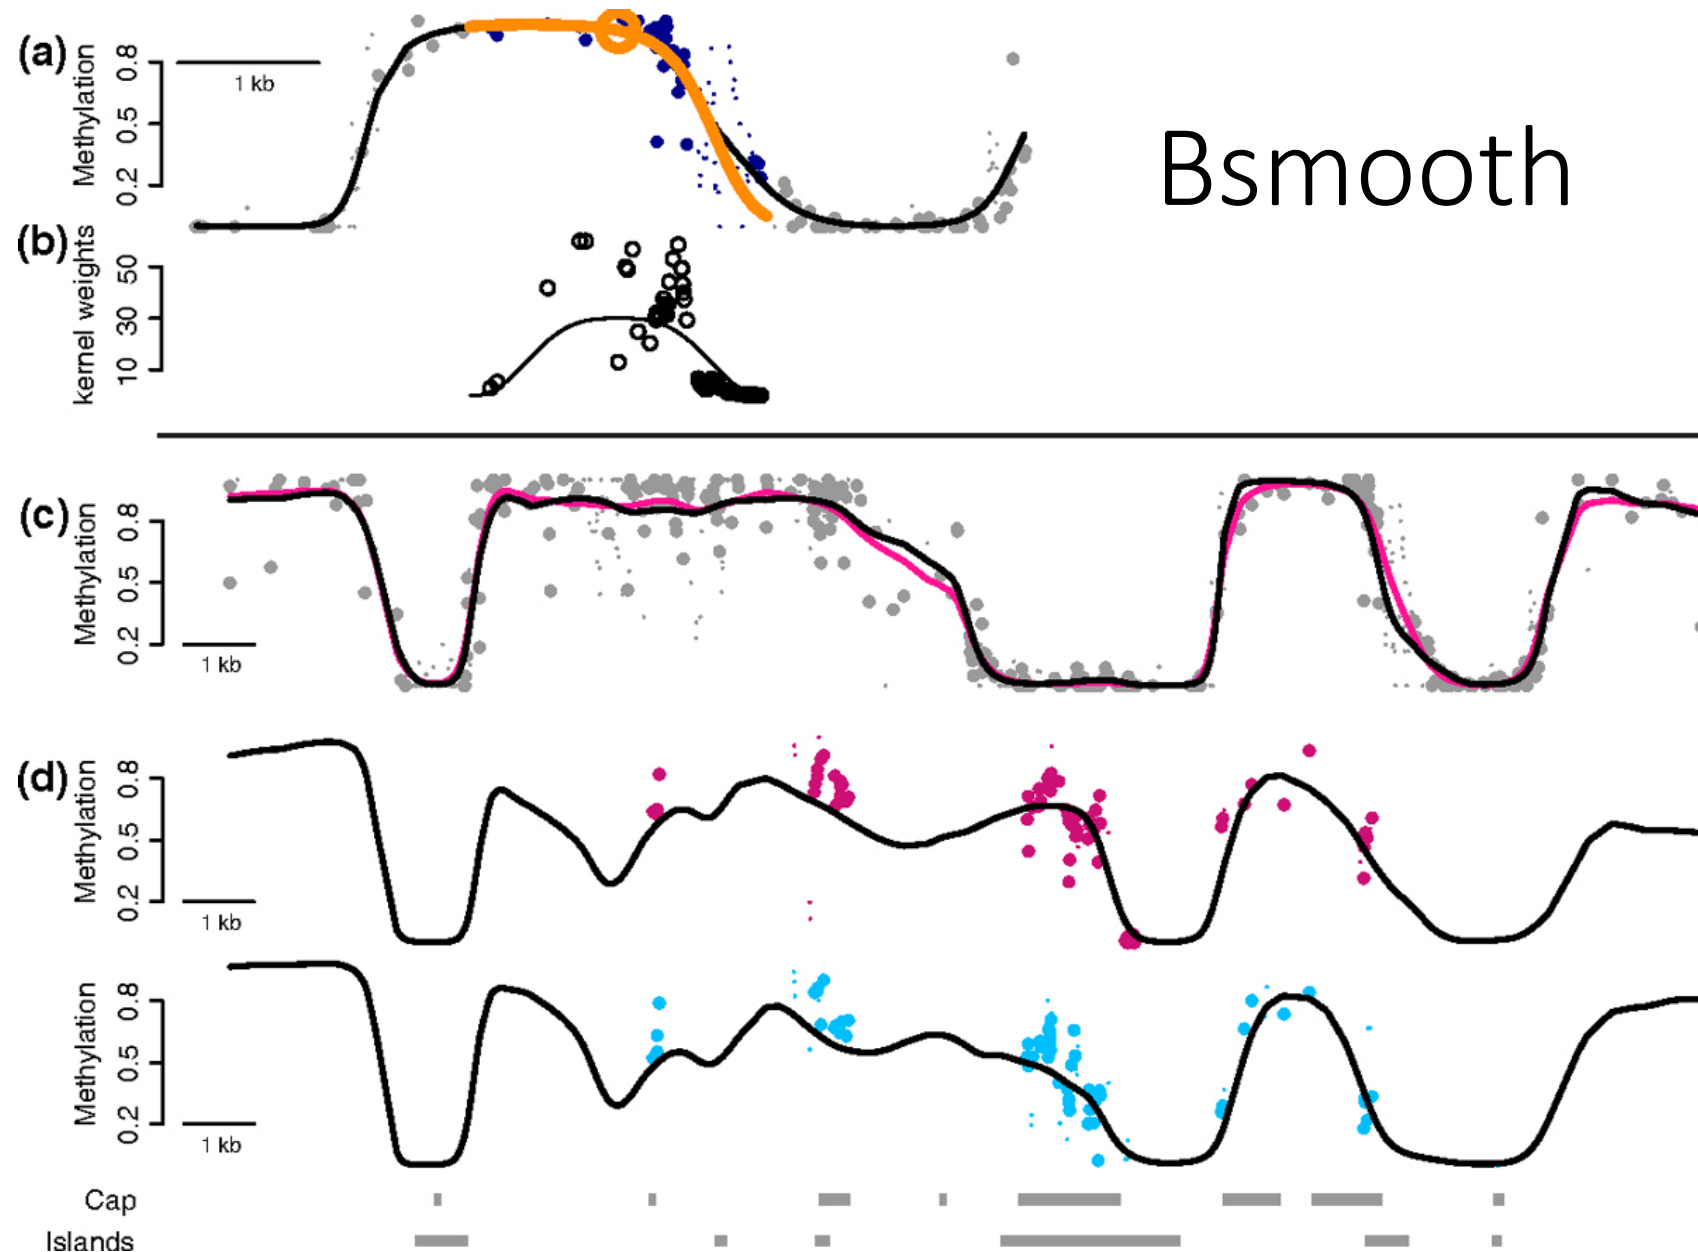 (a)
Methylation
0.8
0.5
0.2
1 kb
Bsmooth
(b)
kernel weights
50
30
10
(c)
Methylation
0.8
0.5
0.2
1 kb
(d)
Methylation
0.8
0.5
0.2
1 kb
Methylation
0.8
0.5
0.2
1 kb
Cap
Islands